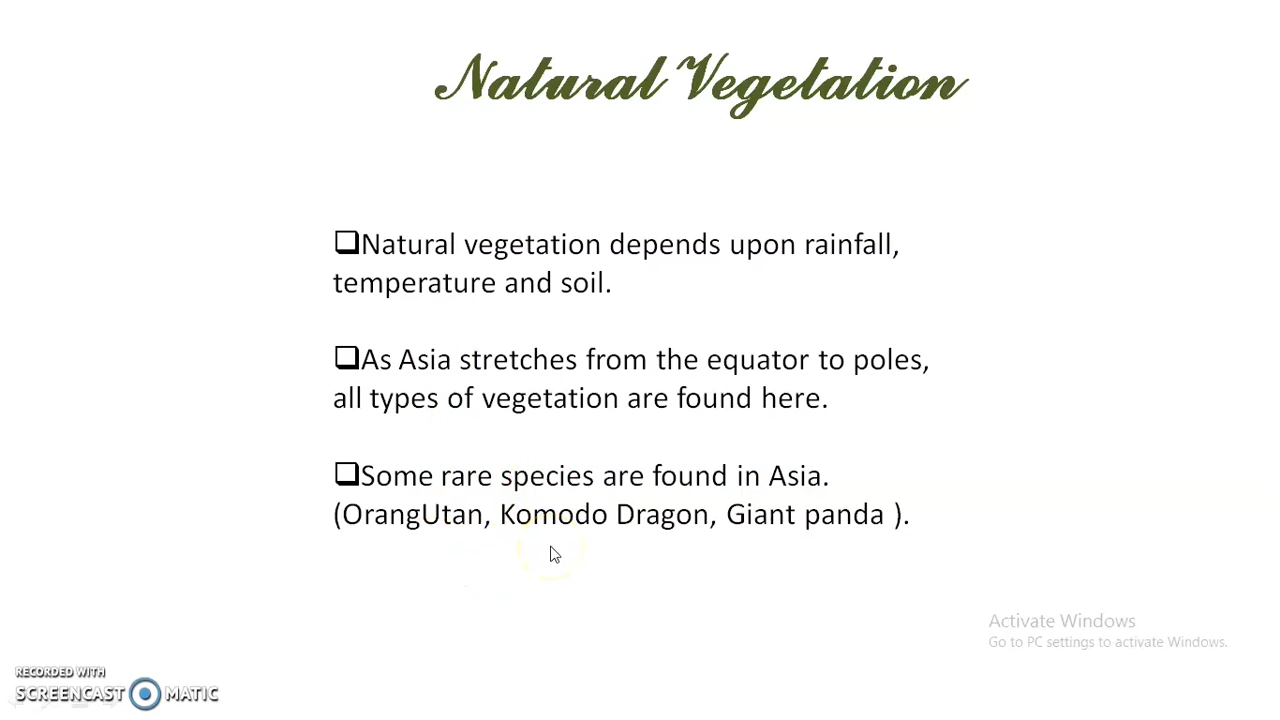 Natural Vegetation
❑Natural vegetation depends upon rainfall,
temperature and soil.
❑As Asia stretches from the equator to poles,
all types of vegetation are found here.
❑Some rare species are found in Asia.
(OrangUtan, Komodo Dragon, Giant panda ).
Activate Windows
Go to PC settings to activate Windows.
RECORDED WITH
SCREENCAST MATIC